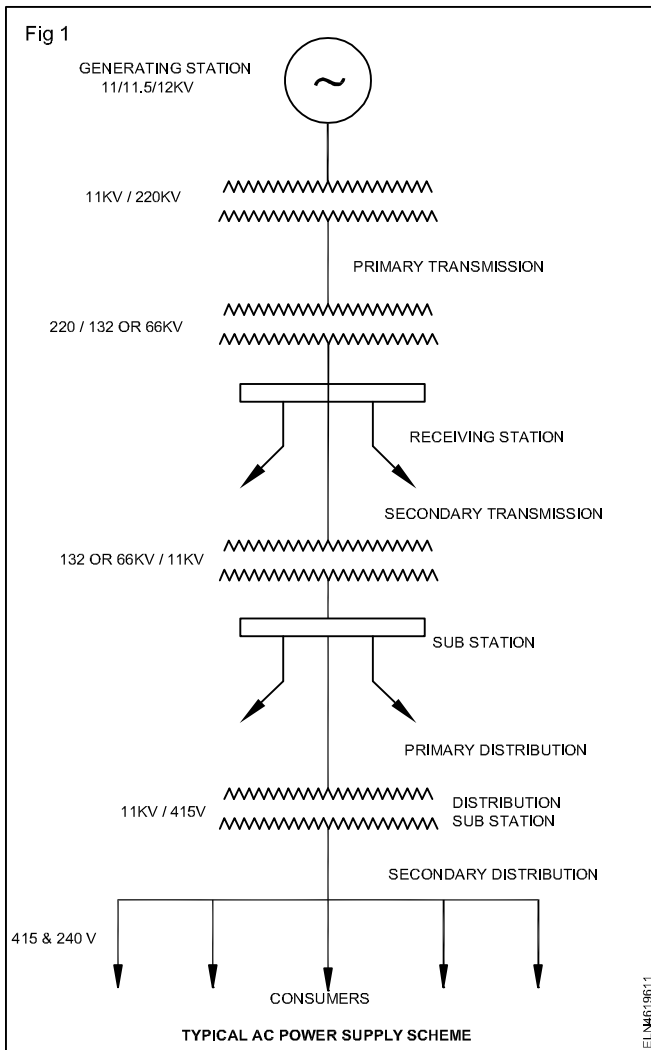 Fig 1
GENERATING STATION
11/11.5/12KV
~
11KV / 220KV
PRIMARY TRANSMISSION
220 / 132 OR 66KV
RECEIVING STATION
SECONDARY TRANSMISSION
132 OR 66KV / 11KV
SUB STATION
PRIMARY DISTRIBUTION
11KV / 415V
DISTRIBUTION
SUB STATION
SECONDARY DISTRIBUTION
415 & 240 V
CONSUMERS
TYPICAL AC POWER SUPPLY SCHEME
ELN4619611